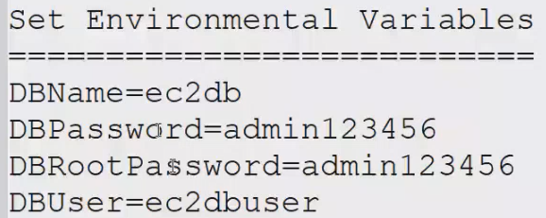 Set Environmental Variables
===========================
DBName=ec2db
DBPassword=admin123456
DBRootPassword=admin123456
DBUser=ec2dbuser